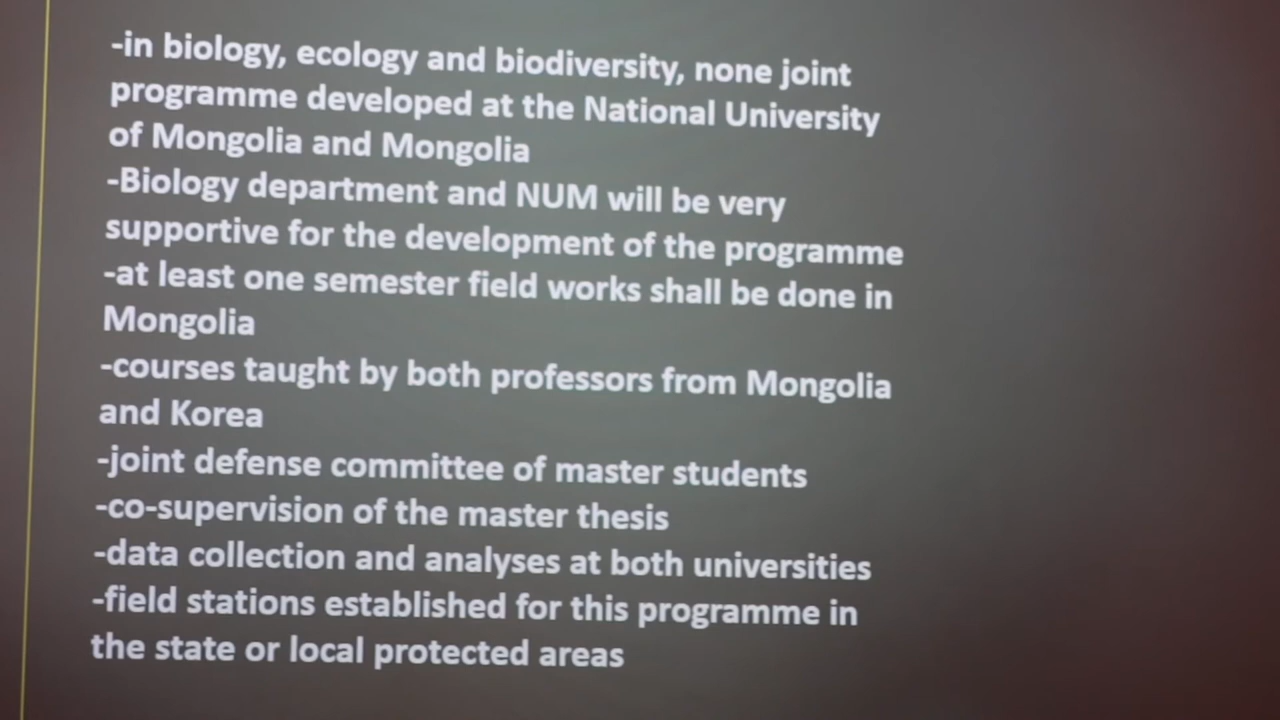 -in biology, ecology and biodiversity, none joint
programme developed at the National University
of Mongolia and Mongolia
-Biology department and NUM will be very
supportive for the development of the programme
-at least one semester field works shall be done in
Mongolia
-courses taught by both professors from Mongolia
and Korea
-joint defense committee of master students
-co-supervision of the master thesis
-data collection and analyses at both universities
-field stations established for this programme in
the state or local protected areas